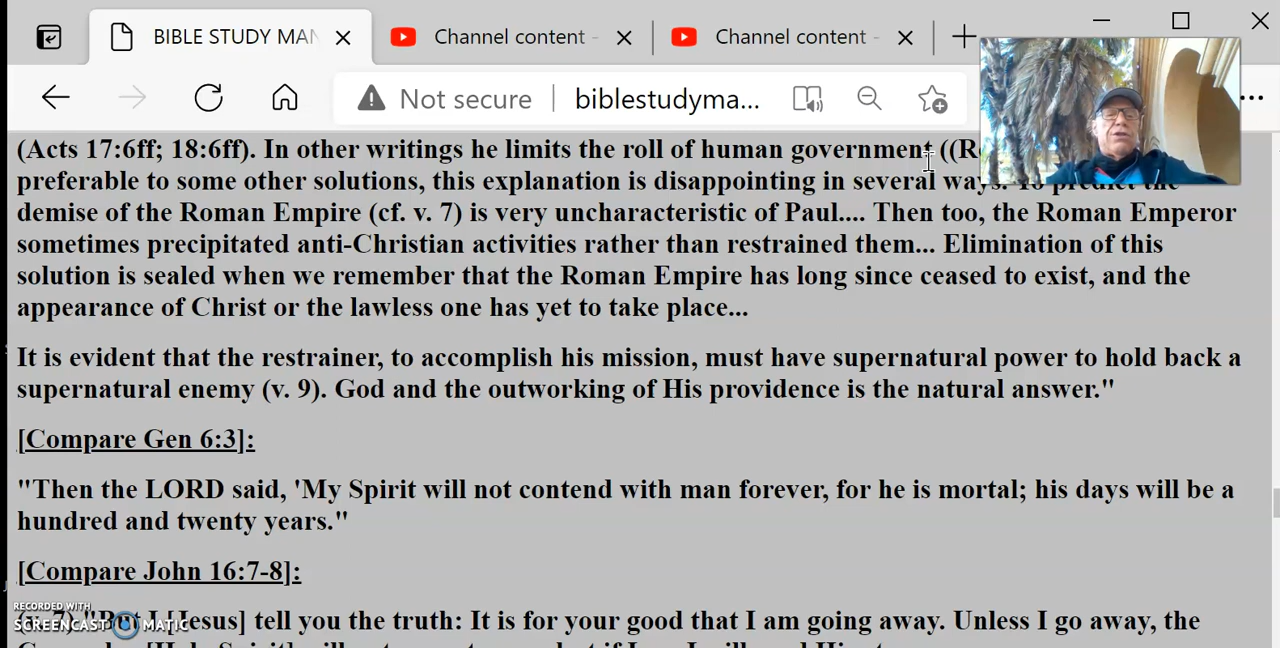 BIBLE STUDY MAN
Channel content -
Channel content -
Not secure
biblestudyma...
(Acts 17:6ff; 18:6ff). In other writings he limits the roll of human government ((R
preferable to some other solutions, this explanation is disappointing in several ways. To predict the
demise of the Roman Empire (cf. v. 7) is very uncharacteristic of Paul.... Then too, the Roman Emperor
sometimes precipitated anti-Christian activities rather than restrained them... Elimination of this
solution is sealed when we remember that the Roman Empire has long since ceased to exist, and the
appearance of Christ or the lawless one has yet to take place...
It is evident that the restrainer, to accomplish his mission, must have supernatural power to hold back a
supernatural enemy (v. 9). God and the outworking of His providence is the natural answer."
[Compare Gen 6:3]:
"Then the LORD said, 'My Spirit will not contend with man forever, for he is mortal; his days will be a
hundred and twenty years."
[Compare John 16:7-8]:
(v. 7) "But I [Jesus] tell you the truth: It is for your good that I am going away. Unless I go away, the
RECORDED WITH
SCREENCAST MATIC